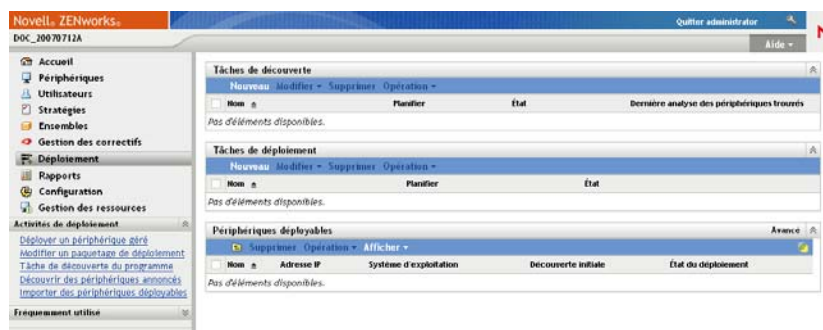 Novell® ZENworks®
Quitter administrator
DOC_20070712A
Aide
Accueil
Périphériques
Utilisateurs
Stratégies
Ensembles
Gestion des correctifs
Déploiement
Rapports
Configuration
Gestion des ressources
Activités de déploiement
Déployer un périphérique géré
Modifier un paquetage de déploiement
Tâche de découverte du programme
Découvrir des périphériques annoncés
Importer des périphériques déployables
Fréquemment utilisé
Tâches de découverte
Nouveau Modifier Supprimer Opération
Nom Planifier État Dernière analyse des périphériques trouvés
Pas d'éléments disponibles.
Tâches de déploiement
Nouveau Modifier Supprimer Opération
Nom Planifier État
Pas d'éléments disponibles.
Périphériques déployables Avancé
Supprimer Opération Afficher
Nom Adresse IP Système d'exploitation Découverte initiale État du déploiement
Pas d'éléments disponibles.